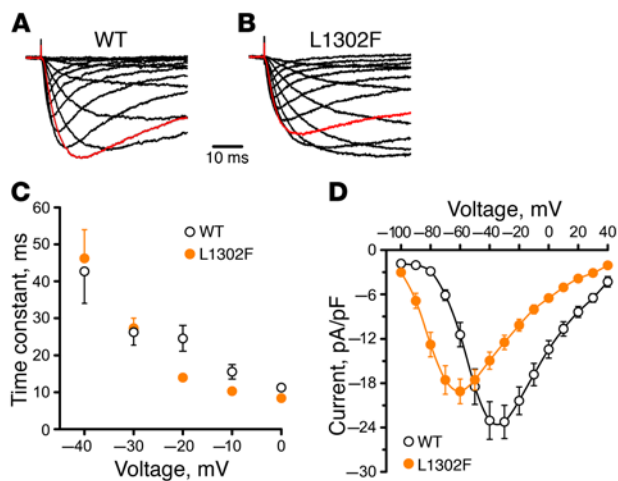 A
WT
B
L1302F
10 ms
C
Time constant, ms
60
50
40
30
20
10
0
WT
L1302F
−40
−30
−20
−10
0
Voltage, mV
D
Voltage, mV
−100 −80 −60 −40 −20 0 20 40
Current, pA/pF
0
−6
−12
−18
−24
−30
WT
L1302F